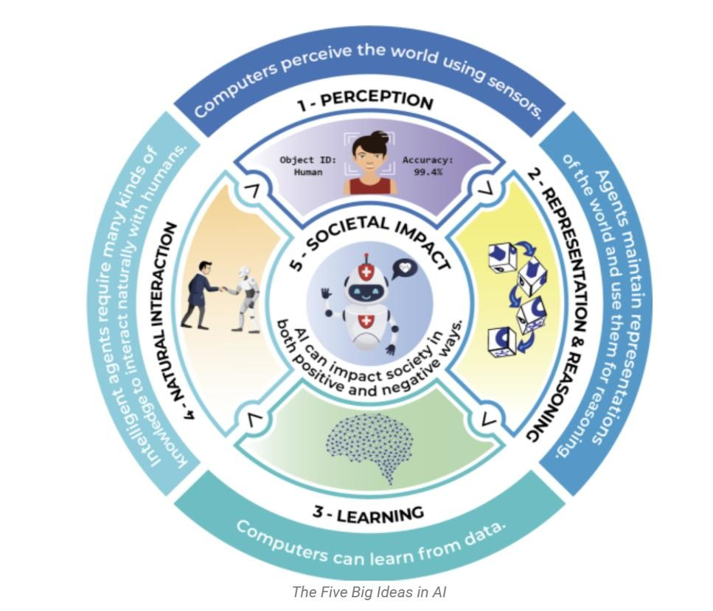 Computers perceive the world using sensors.
1 - PERCEPTION
Object ID:
Human
Accuracy:
99.4%
2 - REPRESENTATION & REASONING
Agents maintain representations
of the world and use them for reasoning.
3 - LEARNING
Computers can learn from data.
4 - NATURAL INTERACTION
Intelligent agents require many kinds of
knowledge to interact naturally with humans.
5 - SOCIETAL IMPACT
AI can impact society in
both positive and negative ways.
The Five Big Ideas in AI